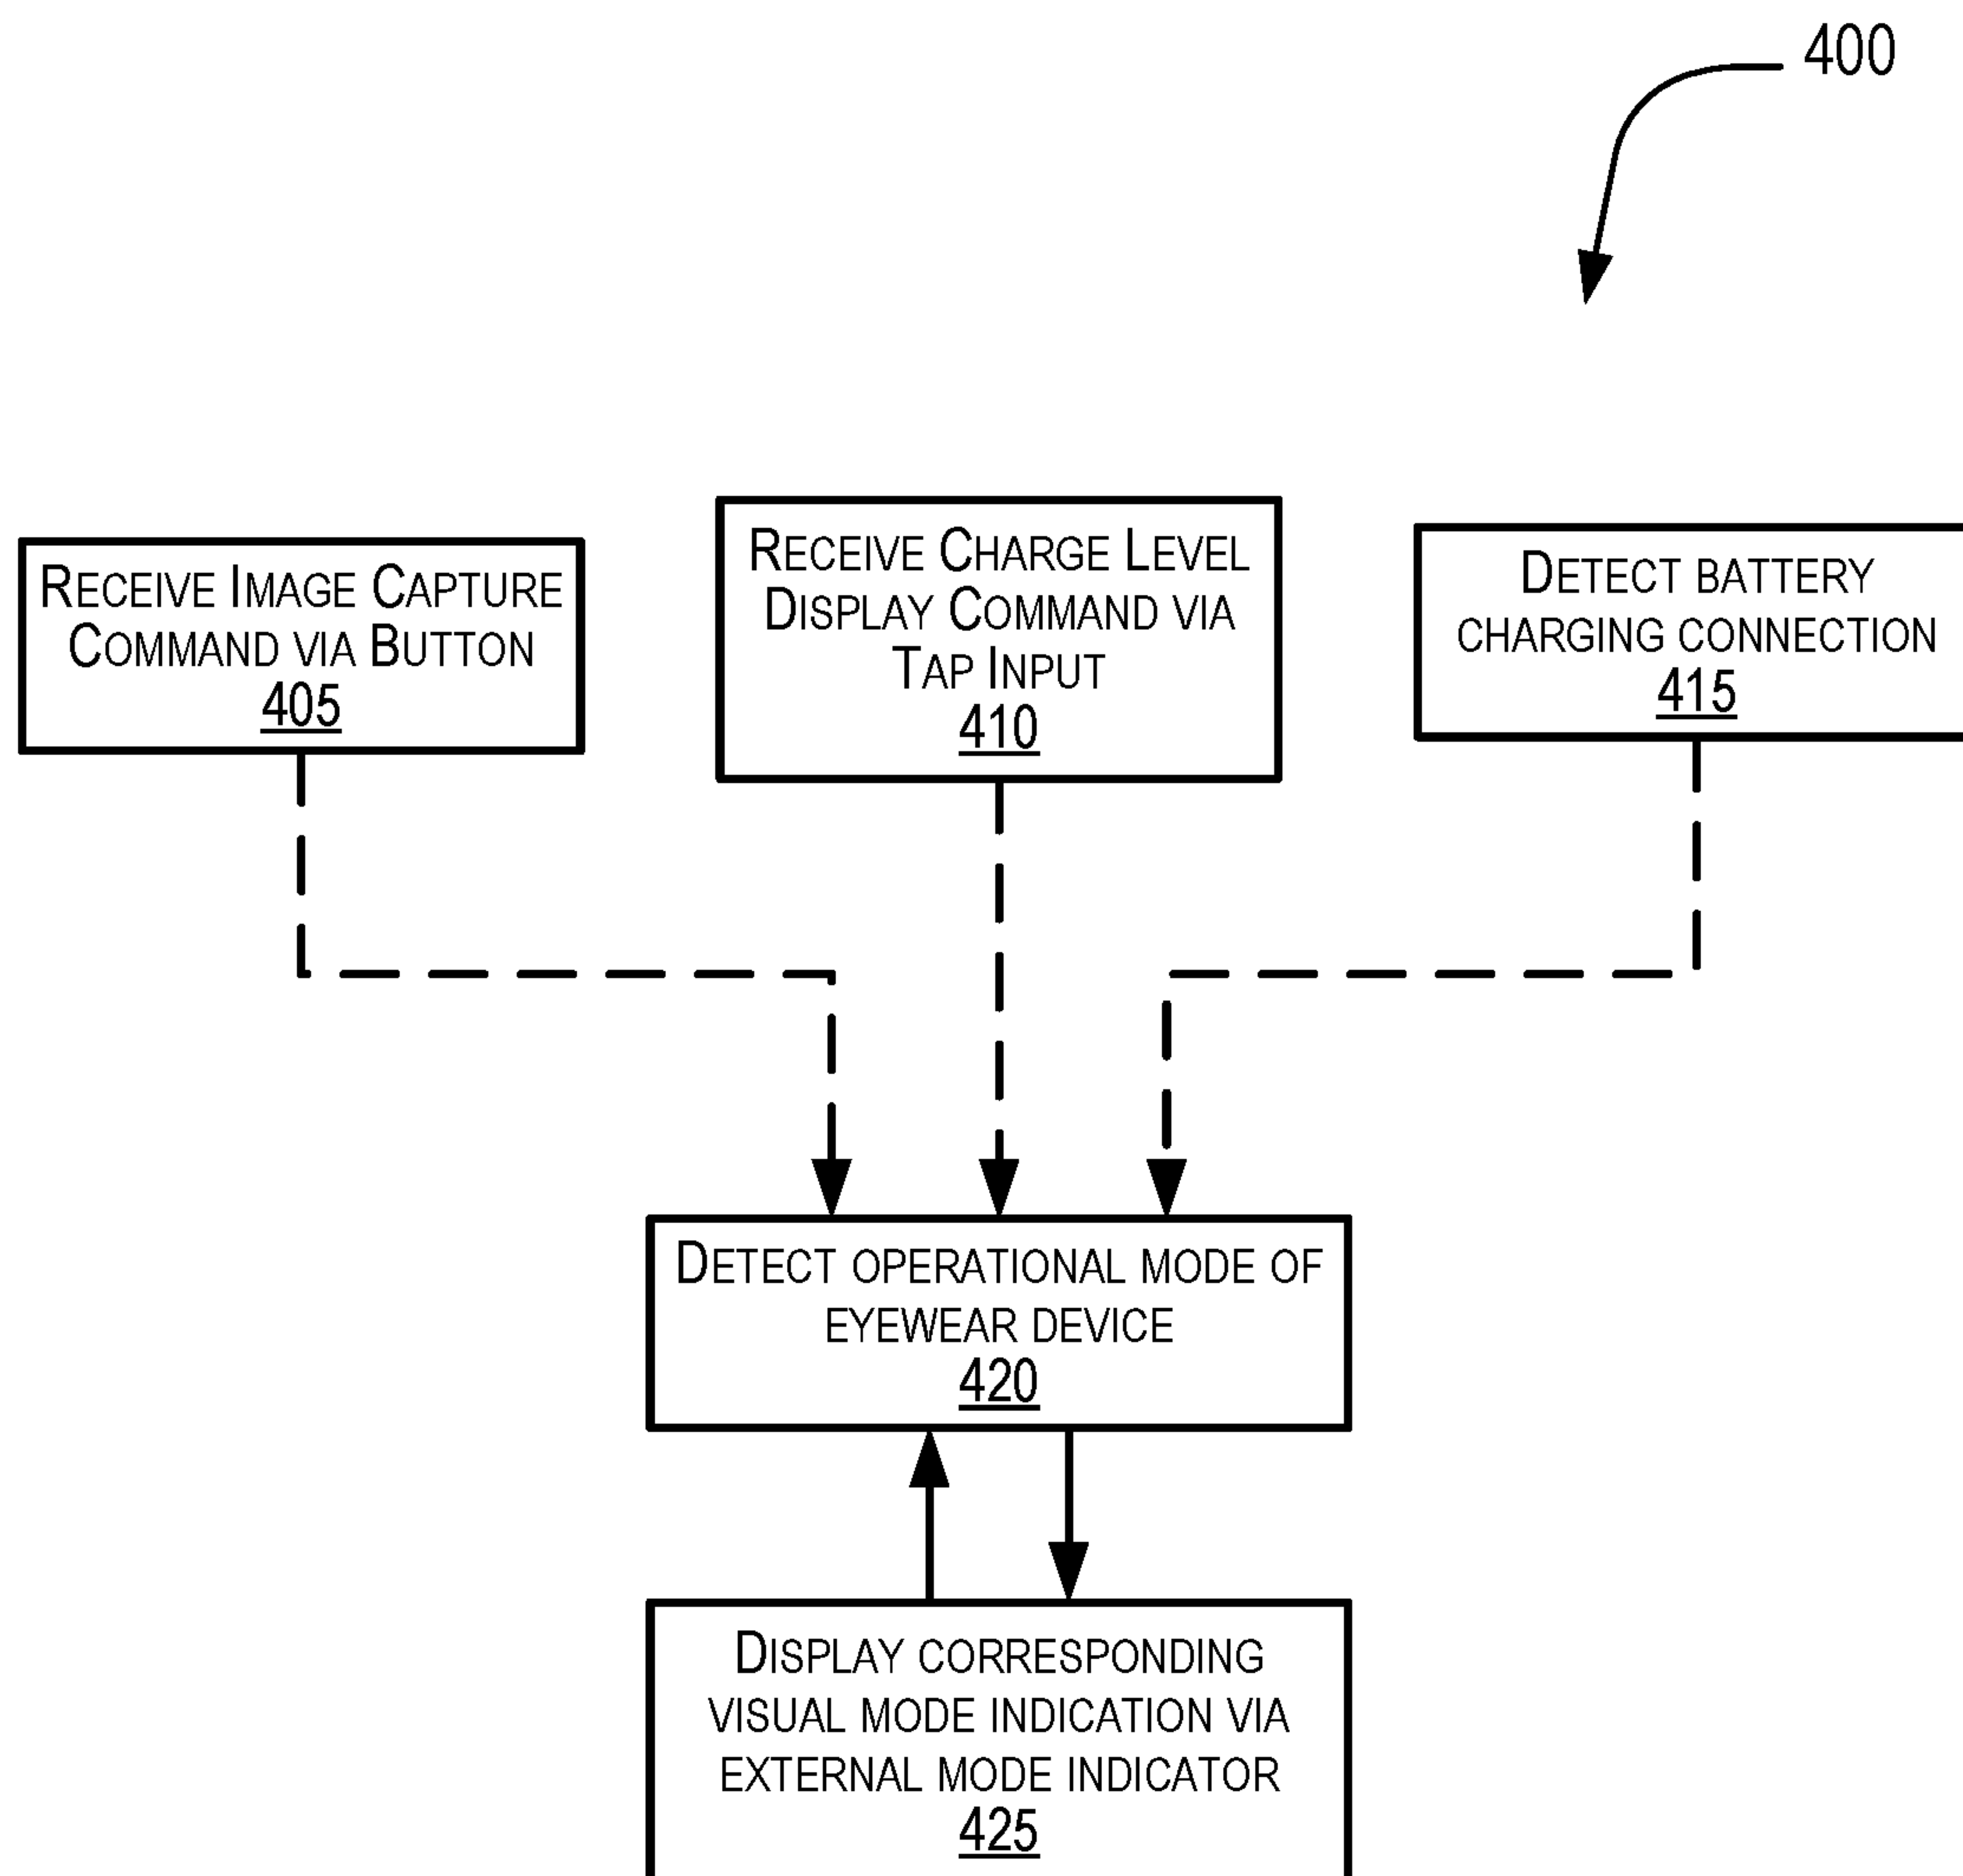 400
Receive Image Capture
Command via Button
405
Receive Charge Level
Display Command via
Tap Input
410
Detect battery
charging connection
415
Detect operational mode of
eyewear device
420
Display corresponding
visual mode indication via
external mode indicator
425